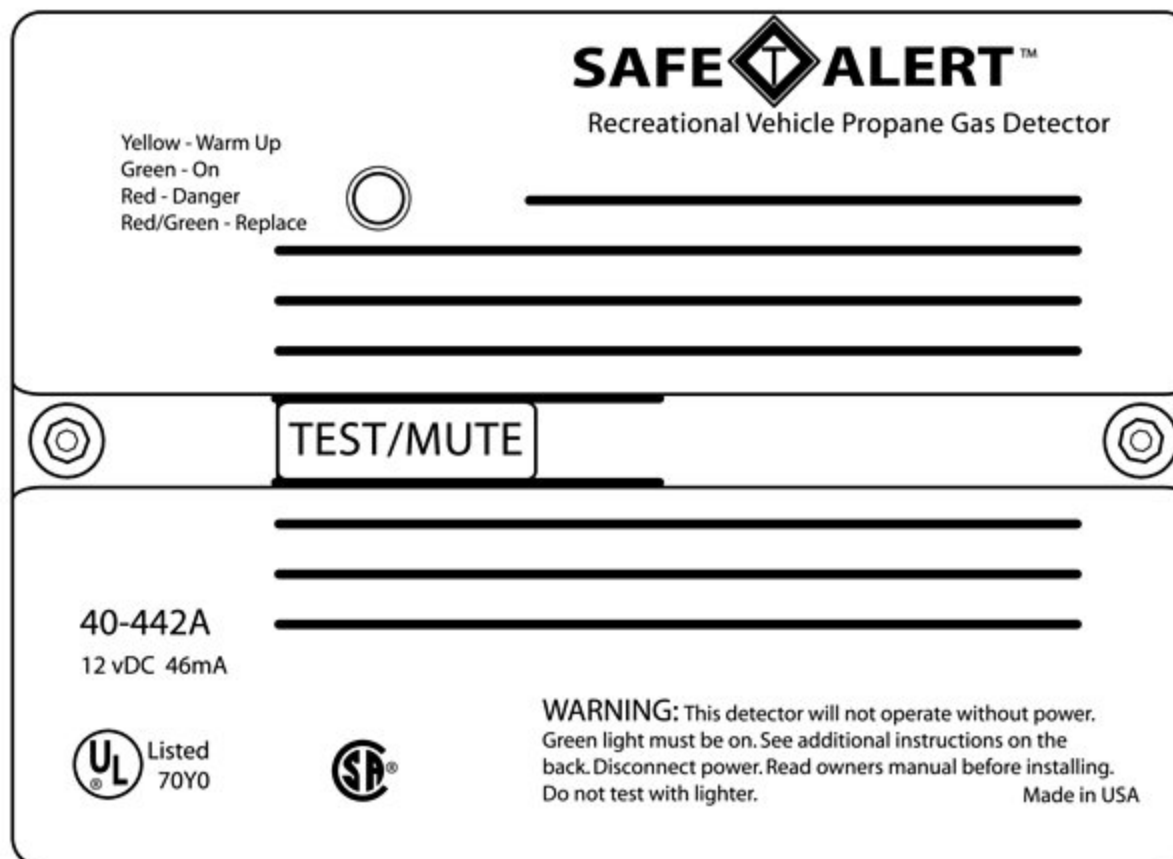 SAFE T ALERT™
Recreational Vehicle Propane Gas Detector
Yellow - Warm Up
Green - On
Red - Danger
Red/Green - Replace
TEST/MUTE
40-442A
12 vDC 46mA
UL® Listed
70Y0
SA®
WARNING: This detector will not operate without power.
Green light must be on. See additional instructions on the
back. Disconnect power. Read owners manual before installing.
Do not test with lighter.
Made in USA